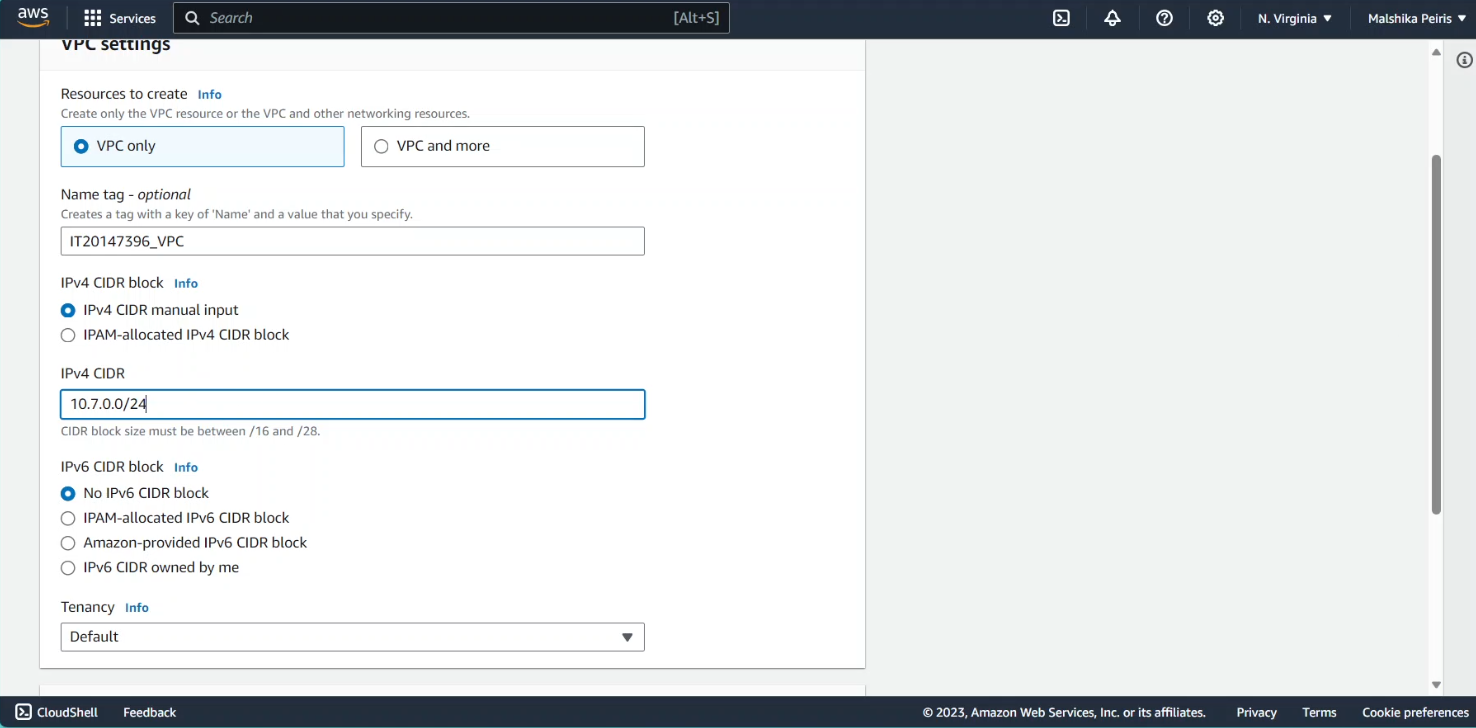 aws Services Search [Alt+S] N. Virginia ▼ Malshika Peiris ▼
VPC settings
Resources to create Info
Create only the VPC resource or the VPC and other networking resources.
VPC only VPC and more
Name tag - optional
Creates a tag with a key of 'Name' and a value that you specify.
IT20147396_VPC
IPv4 CIDR block Info
IPv4 CIDR manual input
IPAM-allocated IPv4 CIDR block
IPv4 CIDR
10.7.0.0/24
CIDR block size must be between /16 and /28.
IPv6 CIDR block Info
No IPv6 CIDR block
IPAM-allocated IPv6 CIDR block
Amazon-provided IPv6 CIDR block
IPv6 CIDR owned by me
Tenancy Info
Default
CloudShell Feedback © 2023, Amazon Web Services, Inc. or its affiliates. Privacy Terms Cookie preferences